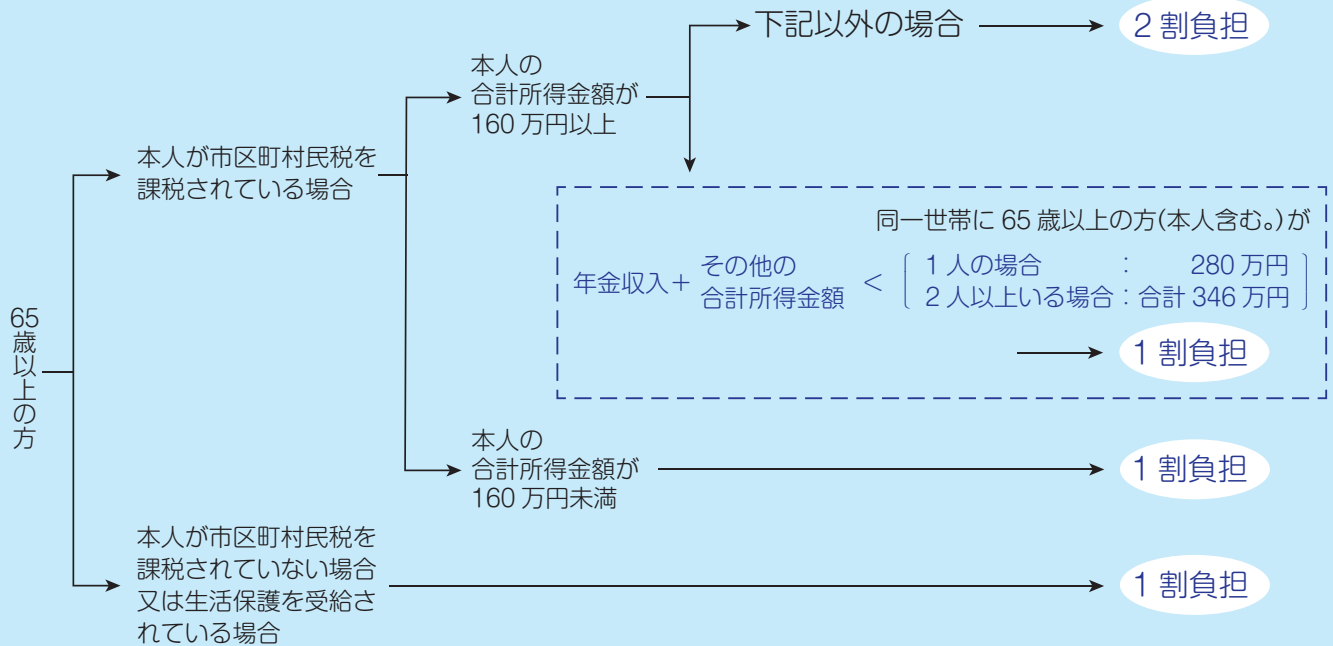 65歳以上の方
本人が市区町村民税を
課税されている場合
本人の
合計所得金額が
160万円以上
下記以外の場合
2割負担
同一世帯に65歳以上の方(本人含む。)が
年金収入+
その他の
合計所得金額
<
1人の場合 : 280万円
2人以上いる場合:合計346万円
1割負担
本人の
合計所得金額が
160万円未満
1割負担
本人が市区町村民税を
課税されていない場合
又は生活保護を受給さ
れている場合
1割負担